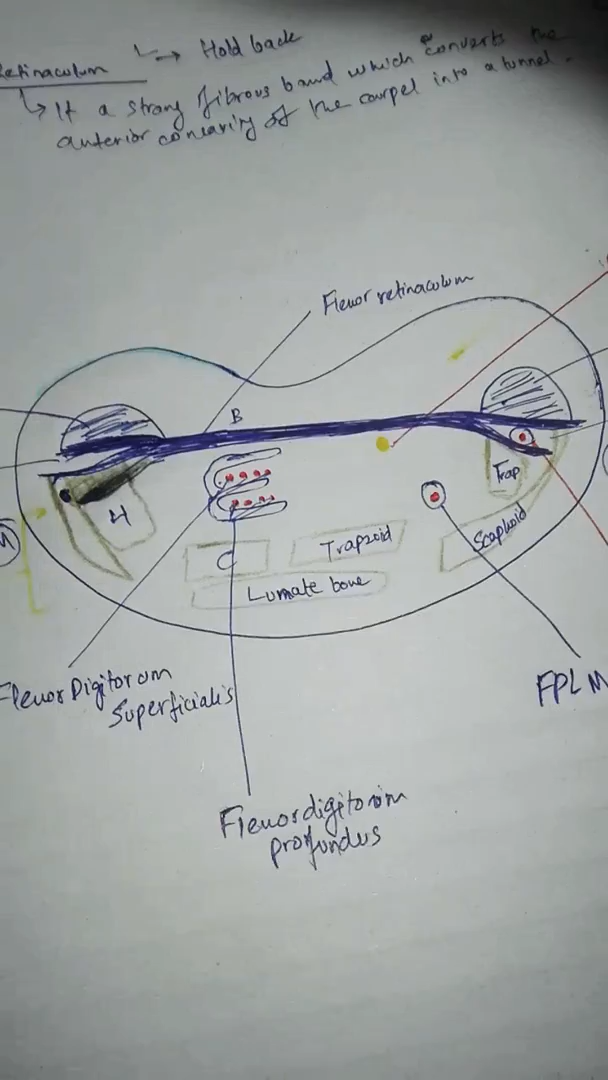 Retinaculum → Hold back
It a strong fibrous band which converts the
anterior concavity of the carpel into a tunnel.
Flexor retinaculum
B
H
Trap
C
Trapzoid
Scaphoid
Lumate bone
FPL M
Flexor Digitorum
Superficialis
Flexor digitorum
profundus